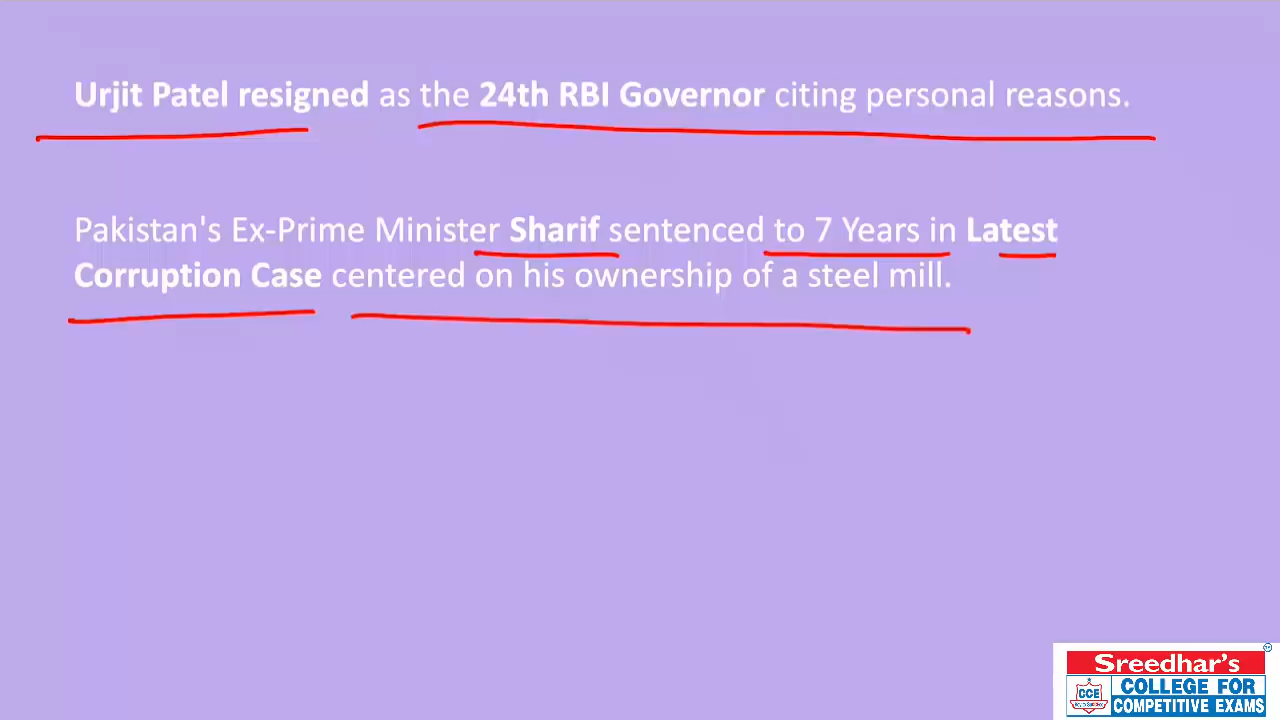 Urjit Patel resigned as the 24th RBI Governor citing personal reasons.
Pakistan's Ex-Prime Minister Sharif sentenced to 7 Years in Latest
Corruption Case centered on his ownership of a steel mill.
Sreedhar's
CCE
COLLEGE FOR
COMPETITIVE EXAMS